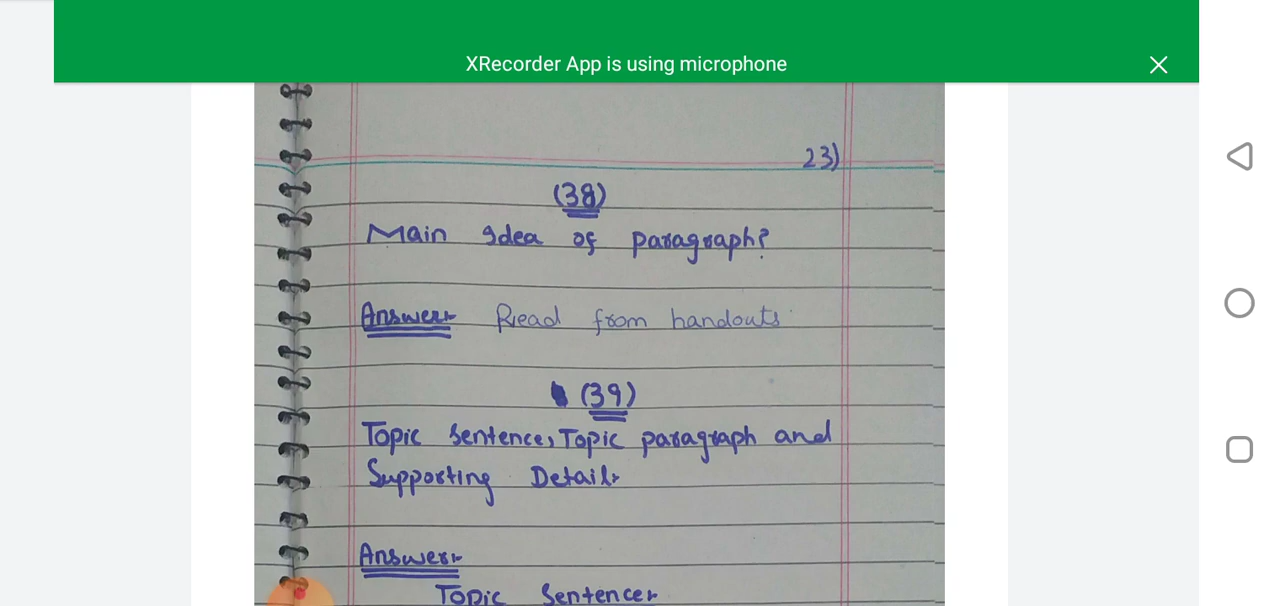 XRecorder App is using microphone
23)
(38)
Main Idea of paragraph?
Answer:- Read from handouts
(39)
Topic Sentence, Topic paragraph and
Supporting Detail:-
Answer:-
Topic Sentence:-